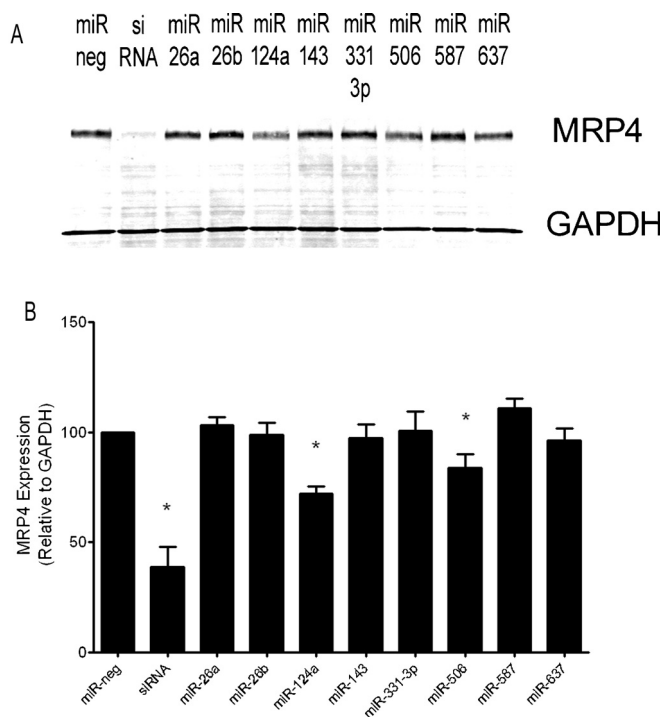 A
miR si miR miR miR miR miR miR miR miR
neg RNA 26a 26b 124a 143 331 506 587 637
3p
MRP4
GAPDH
B
MRP4 Expression
(Relative to GAPDH)
150
100
50
0
*
*
*
miR-neg
siRNA
miR-26a
miR-26b
miR-124a
miR-143
miR-331-3p
miR-506
miR-587
miR-637